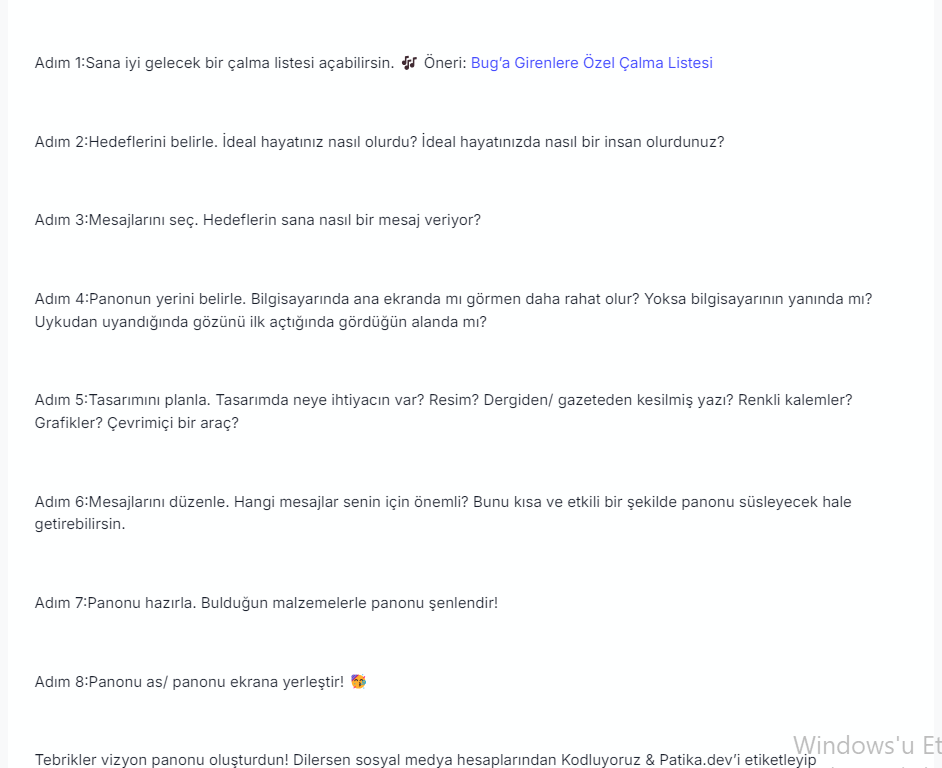 Adım 1:Sana iyi gelecek bir çalma listesi açabilirsin. 🎶 Öneri: Bug’a Girenlere Özel Çalma Listesi
Adım 2:Hedeflerini belirle. İdeal hayatınız nasıl olurdu? İdeal hayatınızda nasıl bir insan olurdunuz?
Adım 3:Mesajlarını seç. Hedeflerin sana nasıl bir mesaj veriyor?
Adım 4:Panonun yerini belirle. Bilgisayarında ana ekranda mı görmen daha rahat olur? Yoksa bilgisayarının yanında mı?
Uykudan uyandığında gözünü ilk açtığında gördüğün alanda mı?
Adım 5:Tasarımını planla. Tasarımda neye ihtiyacın var? Resim? Dergiden/ gazeteden kesilmiş yazı? Renkli kalemler?
Grafikler? Çevrimiçi bir araç?
Adım 6:Mesajlarını düzenle. Hangi mesajlar senin için önemli? Bunu kısa ve etkili bir şekilde panonu süsleyecek hale
getirebilirsin.
Adım 7:Panonu hazırla. Bulduğun malzemelerle panonu şenlendir!
Adım 8:Panonu as/ panonu ekrana yerleştir! 🥳
Windows'u Et
Tebrikler vizyon panonu oluşturdun! Dilersen sosyal medya hesaplarından Kodluyoruz & Patika.dev’i etiketleyip